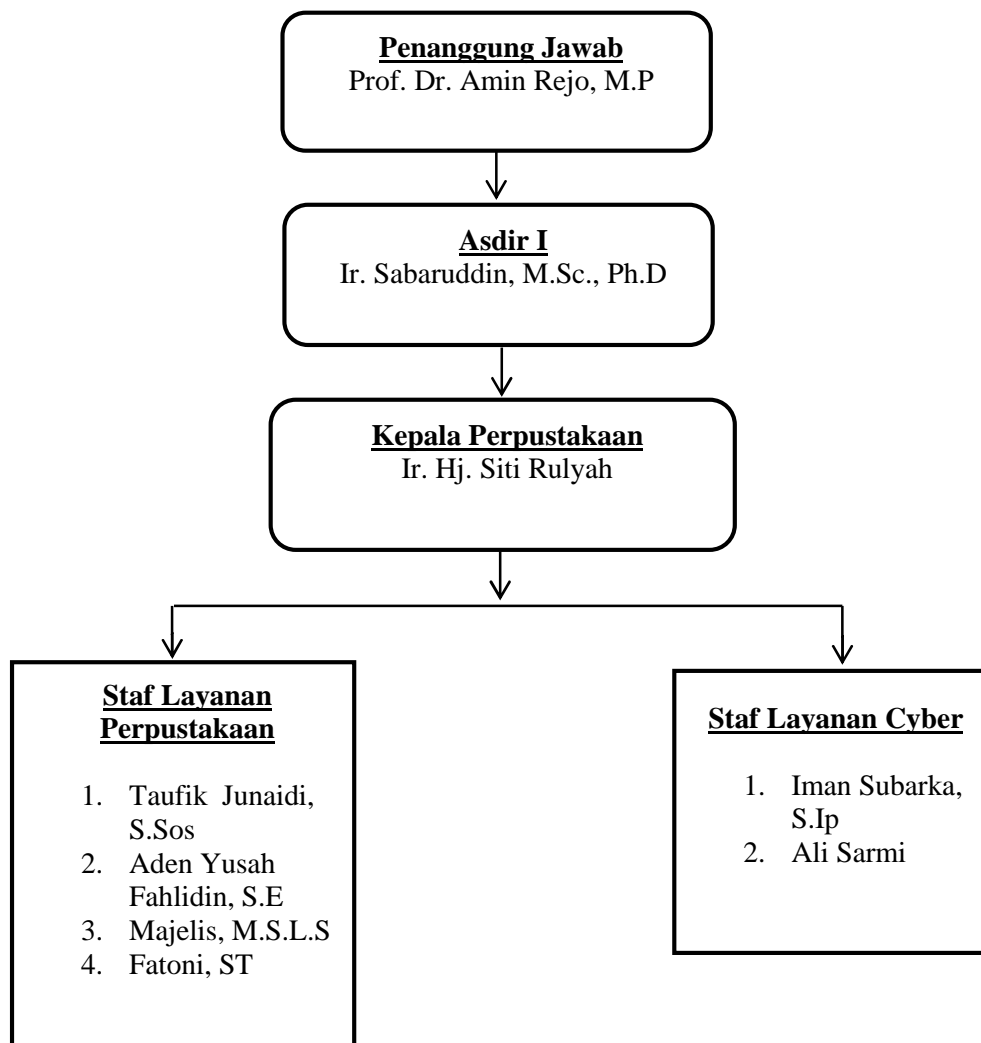 Penanggung Jawab
Prof. Dr. Amin Rejo, M.P
Asdir I
Ir. Sabaruddin, M.Sc., Ph.D
Kepala Perpustakaan
Ir. Hj. Siti Rulyah
Staf Layanan
Perpustakaan
1. Taufik Junaidi,
S.Sos
2. Aden Yusah
Fahlidin, S.E
3. Majelis, M.S.L.S
4. Fatoni, ST
Staf Layanan Cyber
1. Iman Subarka,
S.Ip
2. Ali Sarmi